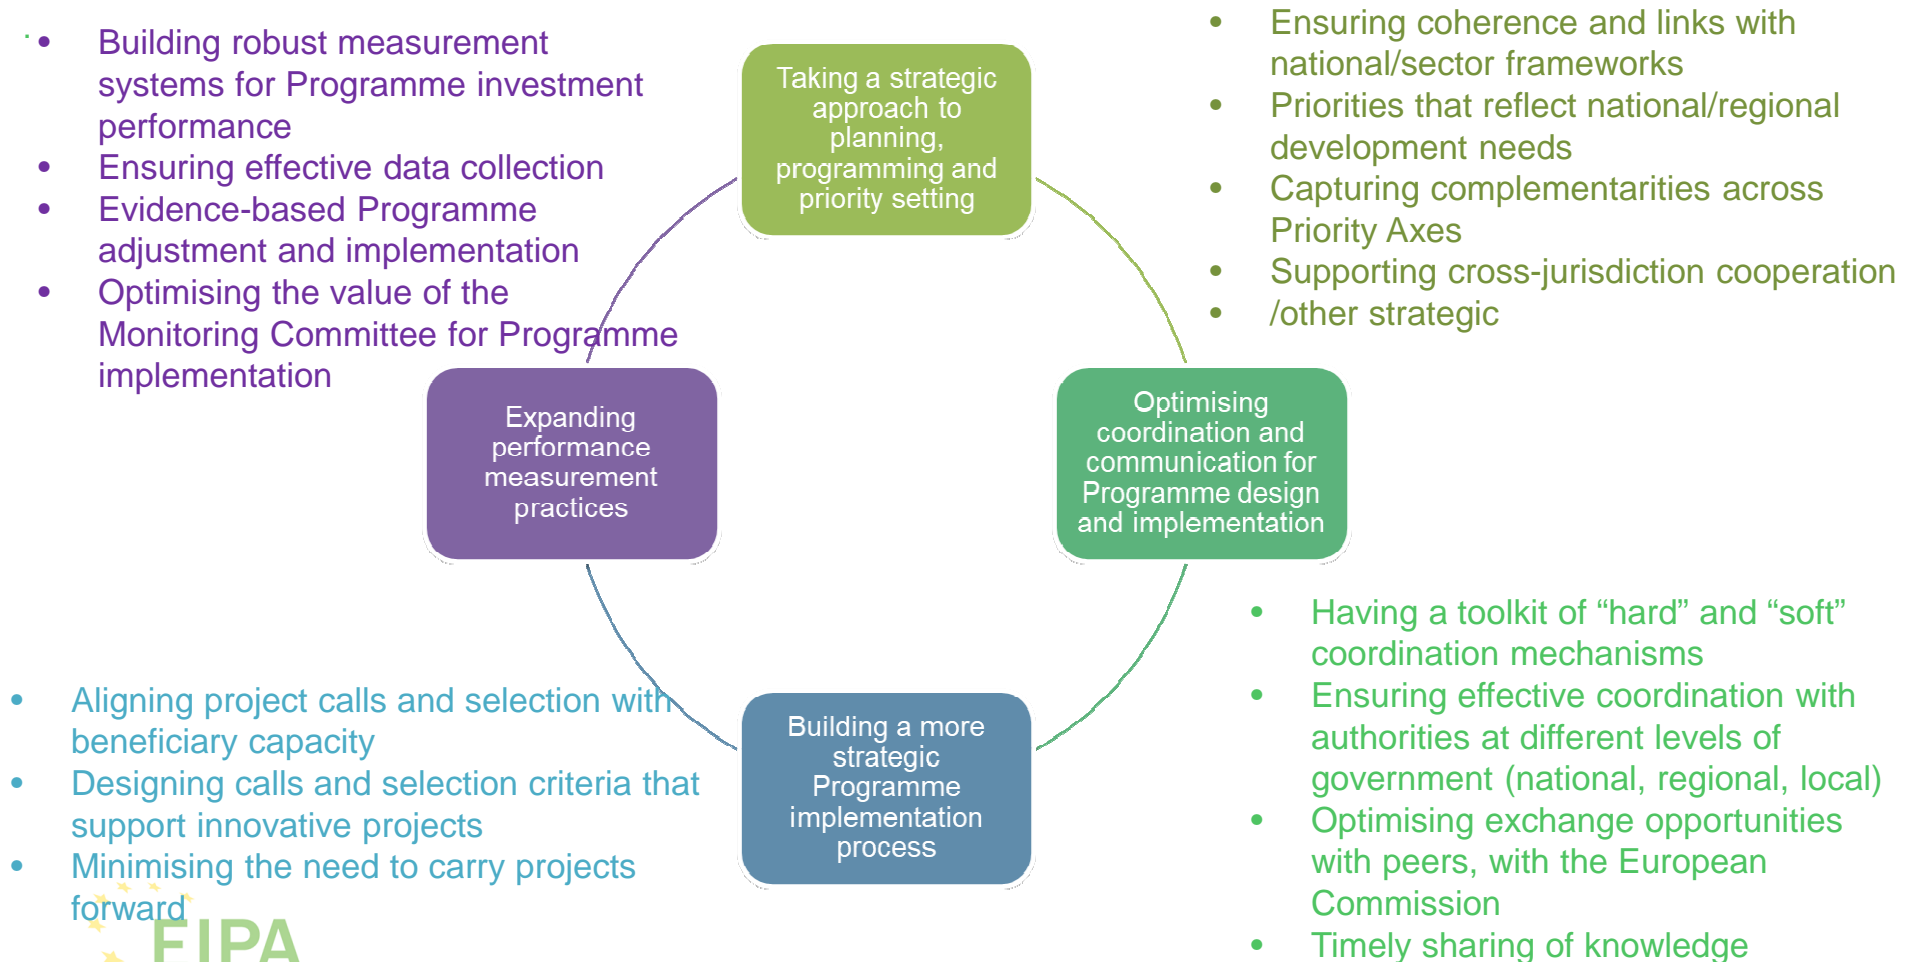 • Building robust measurement
systems for Programme investment
performance
• Ensuring effective data collection
• Evidence-based Programme
adjustment and implementation
• Optimising the value of the
Monitoring Committee for Programme
implementation
Taking a strategic
approach to
planning,
programming and
priority setting
• Ensuring coherence and links with
national/sector frameworks
• Priorities that reflect national/regional
development needs
• Capturing complementarities across
Priority Axes
• Supporting cross-jurisdiction cooperation
• /other strategic
Expanding
performance
measurement
practices
Optimising
coordination and
communication for
Programme design
and implementation
• Aligning project calls and selection with
beneficiary capacity
• Designing calls and selection criteria that
support innovative projects
• Minimising the need to carry projects
forward
Building a more
strategic
Programme
implementation
process
• Having a toolkit of “hard” and “soft”
coordination mechanisms
• Ensuring effective coordination with
authorities at different levels of
government (national, regional, local)
• Optimising exchange opportunities
with peers, with the European
Commission
• Timely sharing of knowledge
EIPA